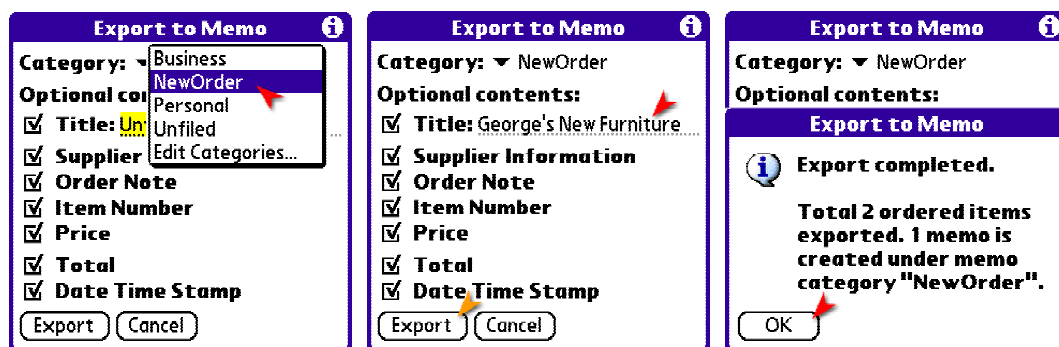 Export to Memo
Category:
Business
NewOrder
Personal
Unfiled
Edit Categories...
Optional con
Title: Un
Supplier
Order Note
Item Number
Price
Total
Date Time Stamp
Export Cancel
Export to Memo
Category: NewOrder
Optional contents:
Title: George's New Furniture
Supplier Information
Order Note
Item Number
Price
Total
Date Time Stamp
Export Cancel
Export to Memo
Category: NewOrder
Optional contents:
Export to Memo
Export completed.
Total 2 ordered items
exported. 1 memo is
created under memo
category "NewOrder".
OK